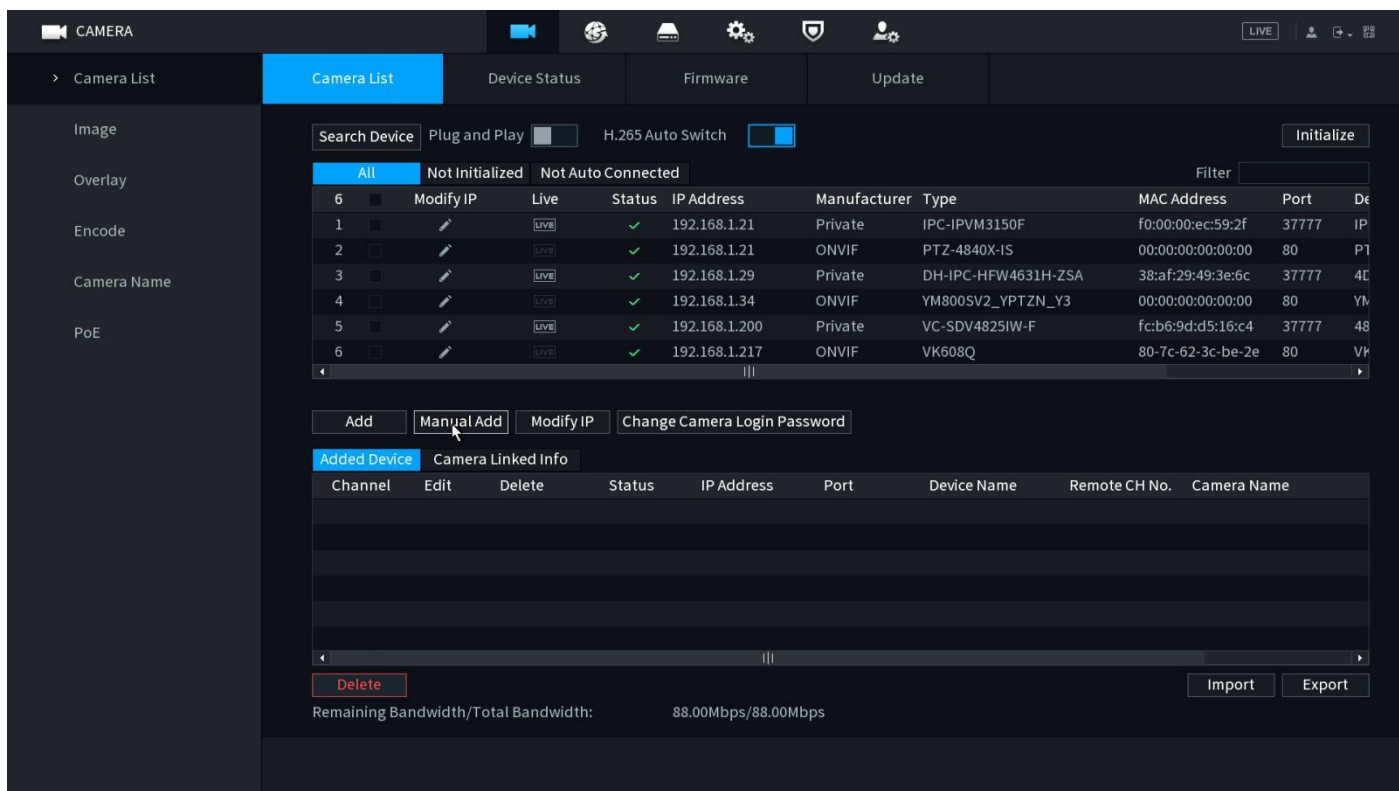 CAMERA LIVE
Camera List
Image
Overlay
Encode
Camera Name
PoE
Camera List Device Status Firmware Update
Search Device Plug and Play H.265 Auto Switch Initialize
All Not Initialized Not Auto Connected Filter
6 Modify IP Live Status IP Address Manufacturer Type MAC Address Port De
1 LIVE 192.168.1.21 Private IPC-IPVM3150F f0:00:00:ec:59:2f 37777 IP
2 LIVE 192.168.1.21 ONVIF PTZ-4840X-IS 00:00:00:00:00:00 80 PT
3 LIVE 192.168.1.29 Private DH-IPC-HFW4631H-ZSA 38:af:29:49:3e:6c 37777 4D
4 LIVE 192.168.1.34 ONVIF YM800SV2_YPTZN_Y3 00:00:00:00:00:00 80 YM
5 LIVE 192.168.1.200 Private VC-SDV4825IW-F fc:b6:9d:d5:16:c4 37777 48
6 LIVE 192.168.1.217 ONVIF VK608Q 80-7c-62-3c-be-2e 80 VK
Add Manual Add Modify IP Change Camera Login Password
Added Device Camera Linked Info
Channel Edit Delete Status IP Address Port Device Name Remote CH No. Camera Name
Delete Import Export
Remaining Bandwidth/Total Bandwidth: 88.00Mbps/88.00Mbps